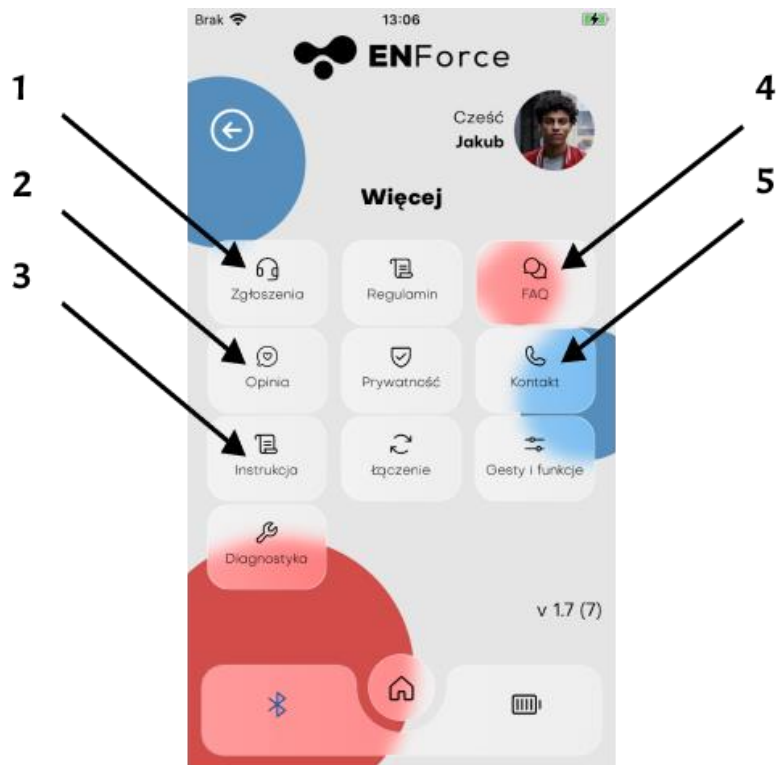 Brak 13:06
ENForce
Cześć
Jakub
Więcej
1
2
3
4
5
Zgłoszenia Regulamin FAQ
Opinia Prywatność Kontakt
Instrukcja Łączenie Gesty i funkcje
Diagnostyka
v 1.7 (7)